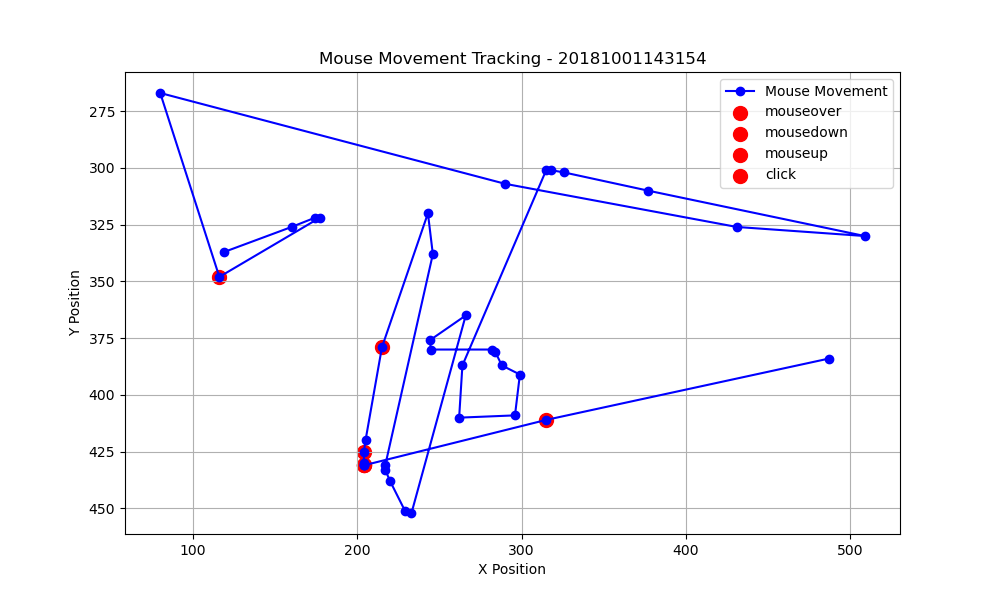 Mouse Movement Tracking - 20181001143154
Mouse Movement
mouseover
mousedown
mouseup
click
275
300
325
350
375
400
425
450
Y Position
100
200
300
400
500
X Position